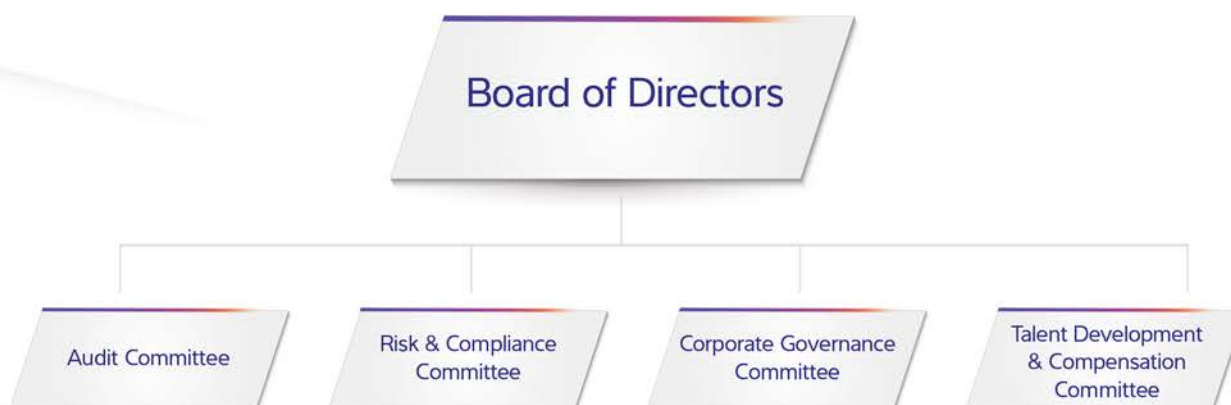 Board of Directors
Audit Committee
Risk & Compliance
Committee
Corporate Governance
Committee
Talent Development
& Compensation
Committee